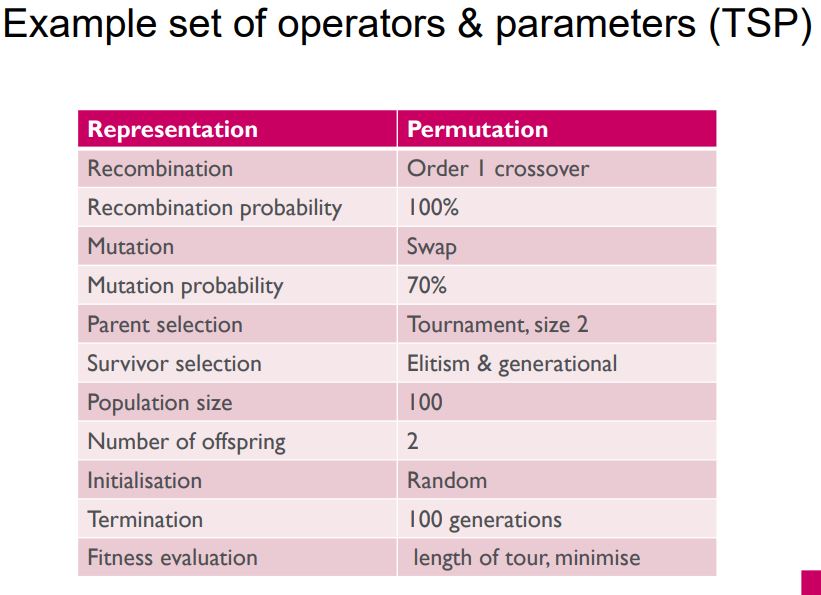 Example set of operators & parameters (TSP)
Representation Permutation
Recombination Order 1 crossover
Recombination probability 100%
Mutation Swap
Mutation probability 70%
Parent selection Tournament, size 2
Survivor selection Elitism & generational
Population size 100
Number of offspring 2
Initialisation Random
Termination 100 generations
Fitness evaluation length of tour, minimise